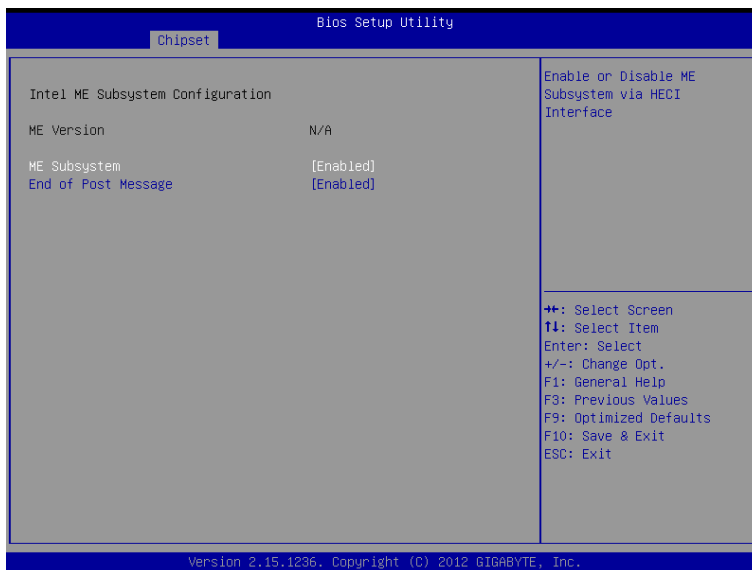 Bios Setup Utility
Chipset
Intel ME Subsystem Configuration
ME Version N/A
ME Subsystem [Enabled]
End of Post Message [Enabled]
Enable or Disable ME
Subsystem via HECI
Interface
→←: Select Screen
↑↓: Select Item
Enter: Select
+/-: Change Opt.
F1: General Help
F3: Previous Values
F9: Optimized Defaults
F10: Save & Exit
ESC: Exit
Version 2.15.1236. Copyright (C) 2012 GIGABYTE, Inc.